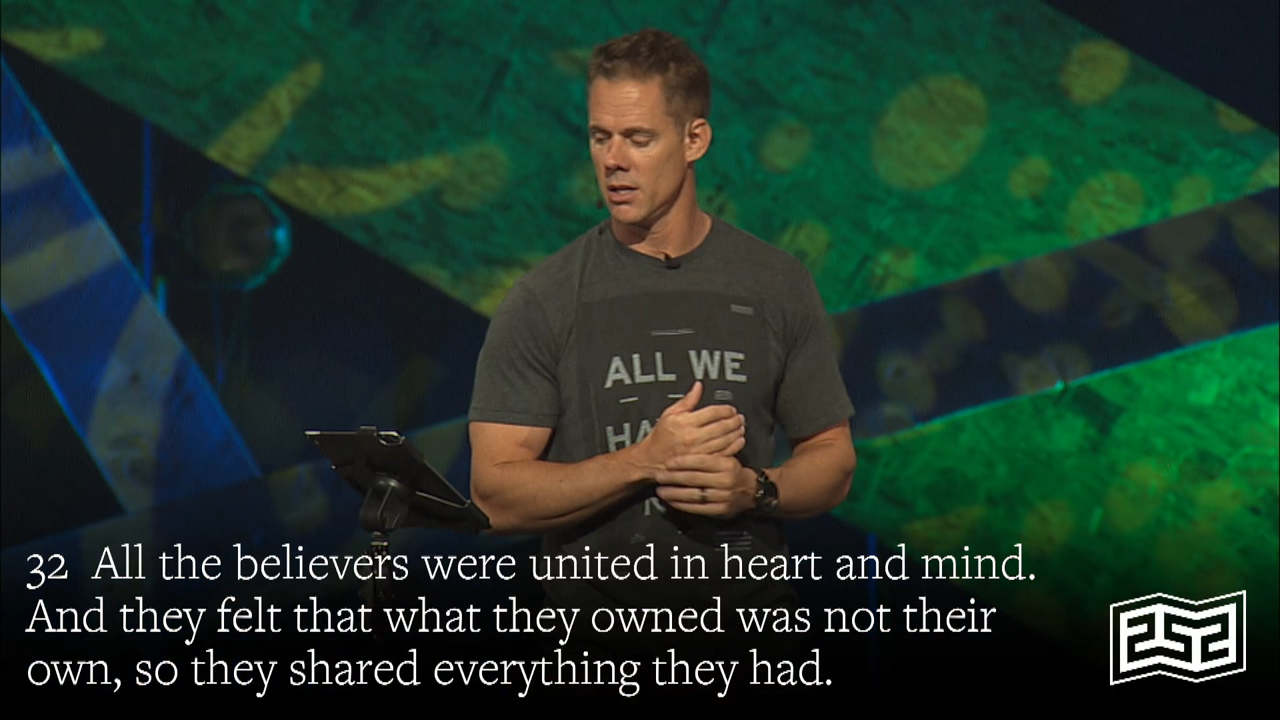 ALL WE
32 All the believers were united in heart and mind.
And they felt that what they owned was not their
own, so they shared everything they had.
252